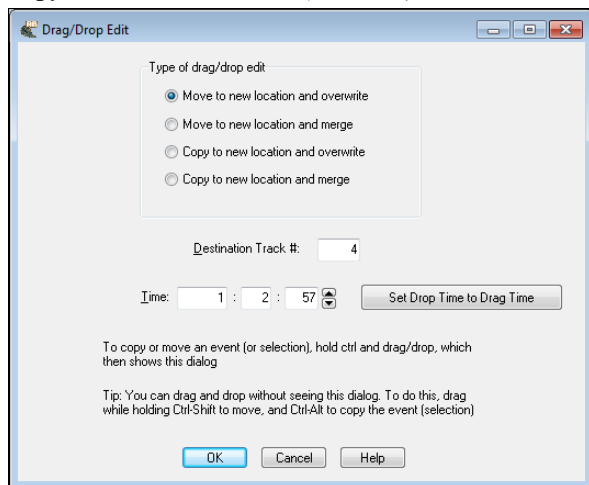 Drag/Drop Edit
Type of drag/drop edit
Move to new location and overwrite
Move to new location and merge
Copy to new location and overwrite
Copy to new location and merge
Destination Track #: 4
Time: 1 : 2 : 57 Set Drop Time to Drag Time
To copy or move an event (or selection), hold ctrl and drag/drop, which
then shows this dialog
Tip: You can drag and drop without seeing this dialog. To do this, drag
while holding Ctrl-Shift to move, and Ctrl-Alt to copy the event (selection)
OK Cancel Help